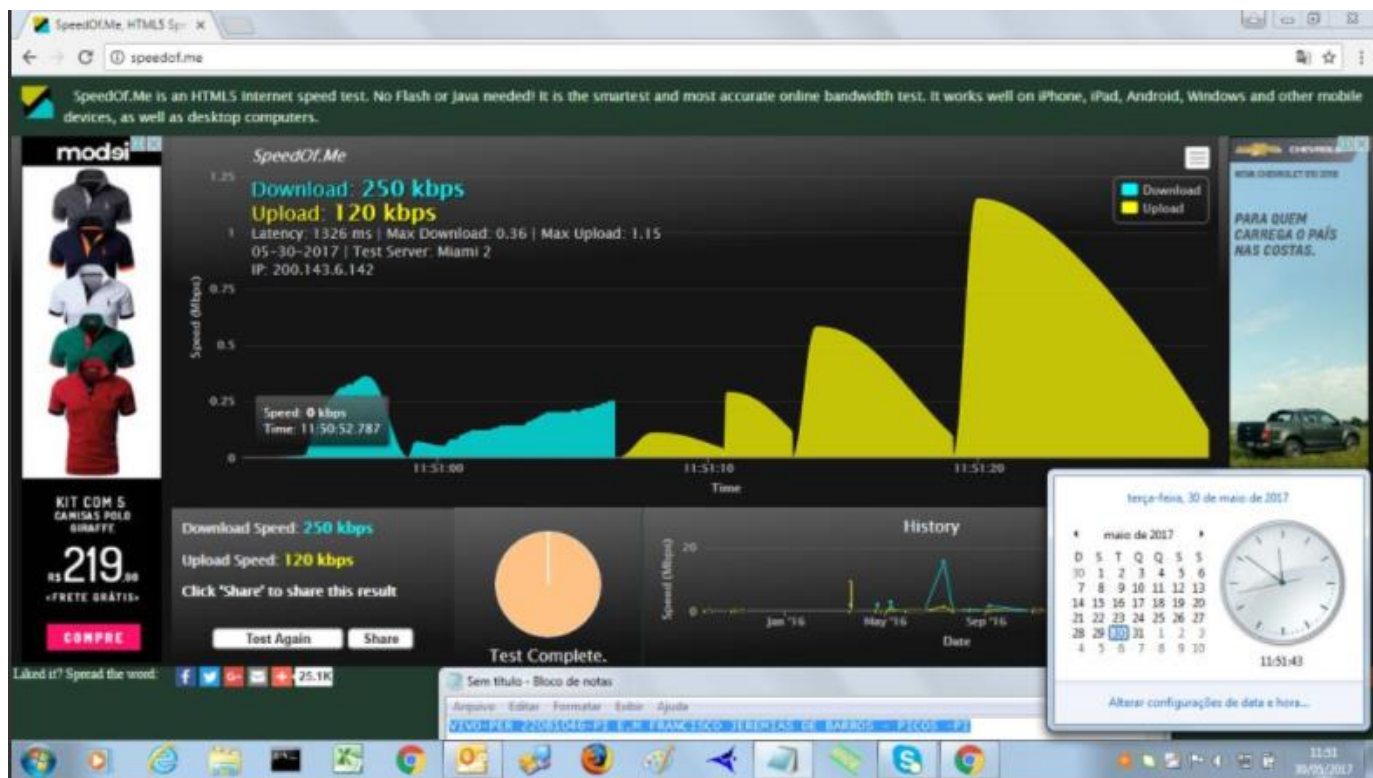 SpeedOf.Me, HTML5 Spe
speedof.me
SpeedOf.Me is an HTML5 Internet speed test. No Flash or Java needed! It is the smartest and most accurate online bandwidth test. It works well on iPhone, iPad, Android, Windows and other mobile
devices, as well as desktop computers.
SpeedOf.Me
Download: 250 kbps
Upload: 120 kbps
Latency: 1326 ms | Max Download: 0.36 | Max Upload: 1.15
05-30-2017 | Test Server: Miami 2
IP: 200.143.6.142
Download
Upload
Speed (Mbps)
1.25
1
0.75
0.5
0.25
0
Speed: 0 kbps
Time: 11:50:52.787
11:51:00
11:51:10
11:51:20
Time
KIT COM 5
CAMISAS POLO
GIRAFFE
R$219,00
+FRETE GRÁTIS+
COMPRE
CHEVROLET
PARA QUEM
CARREGA O PAÍS
NAS COSTAS.
Download Speed: 250 kbps
Upload Speed: 120 kbps
Click "Share" to share this result
Test Again
Share
Test Complete.
History
Speed (Mbps)
20
0
Jan '16
May '16
Sep '16
Date
terça-feira, 30 de maio de 2017
maio de 2017
D S T Q Q S S
30 1 2 3 4 5 6
7 8 9 10 11 12 13
14 15 16 17 18 19 20
21 22 23 24 25 26 27
28 29 30 31 1 2 3
4 5 6 7 8 9 10
11:51:43
Alterar configurações de data e hora...
Liked it? Spread the word:
25.1K
Sem título - Bloco de notas
Arquivo Editar Formatar Exibir Ajuda
VIVO-PER 22081046-PI E.M FRANCISCO JEREMIAS DE BARROS - PICOS -PI
11:51
30/05/2017